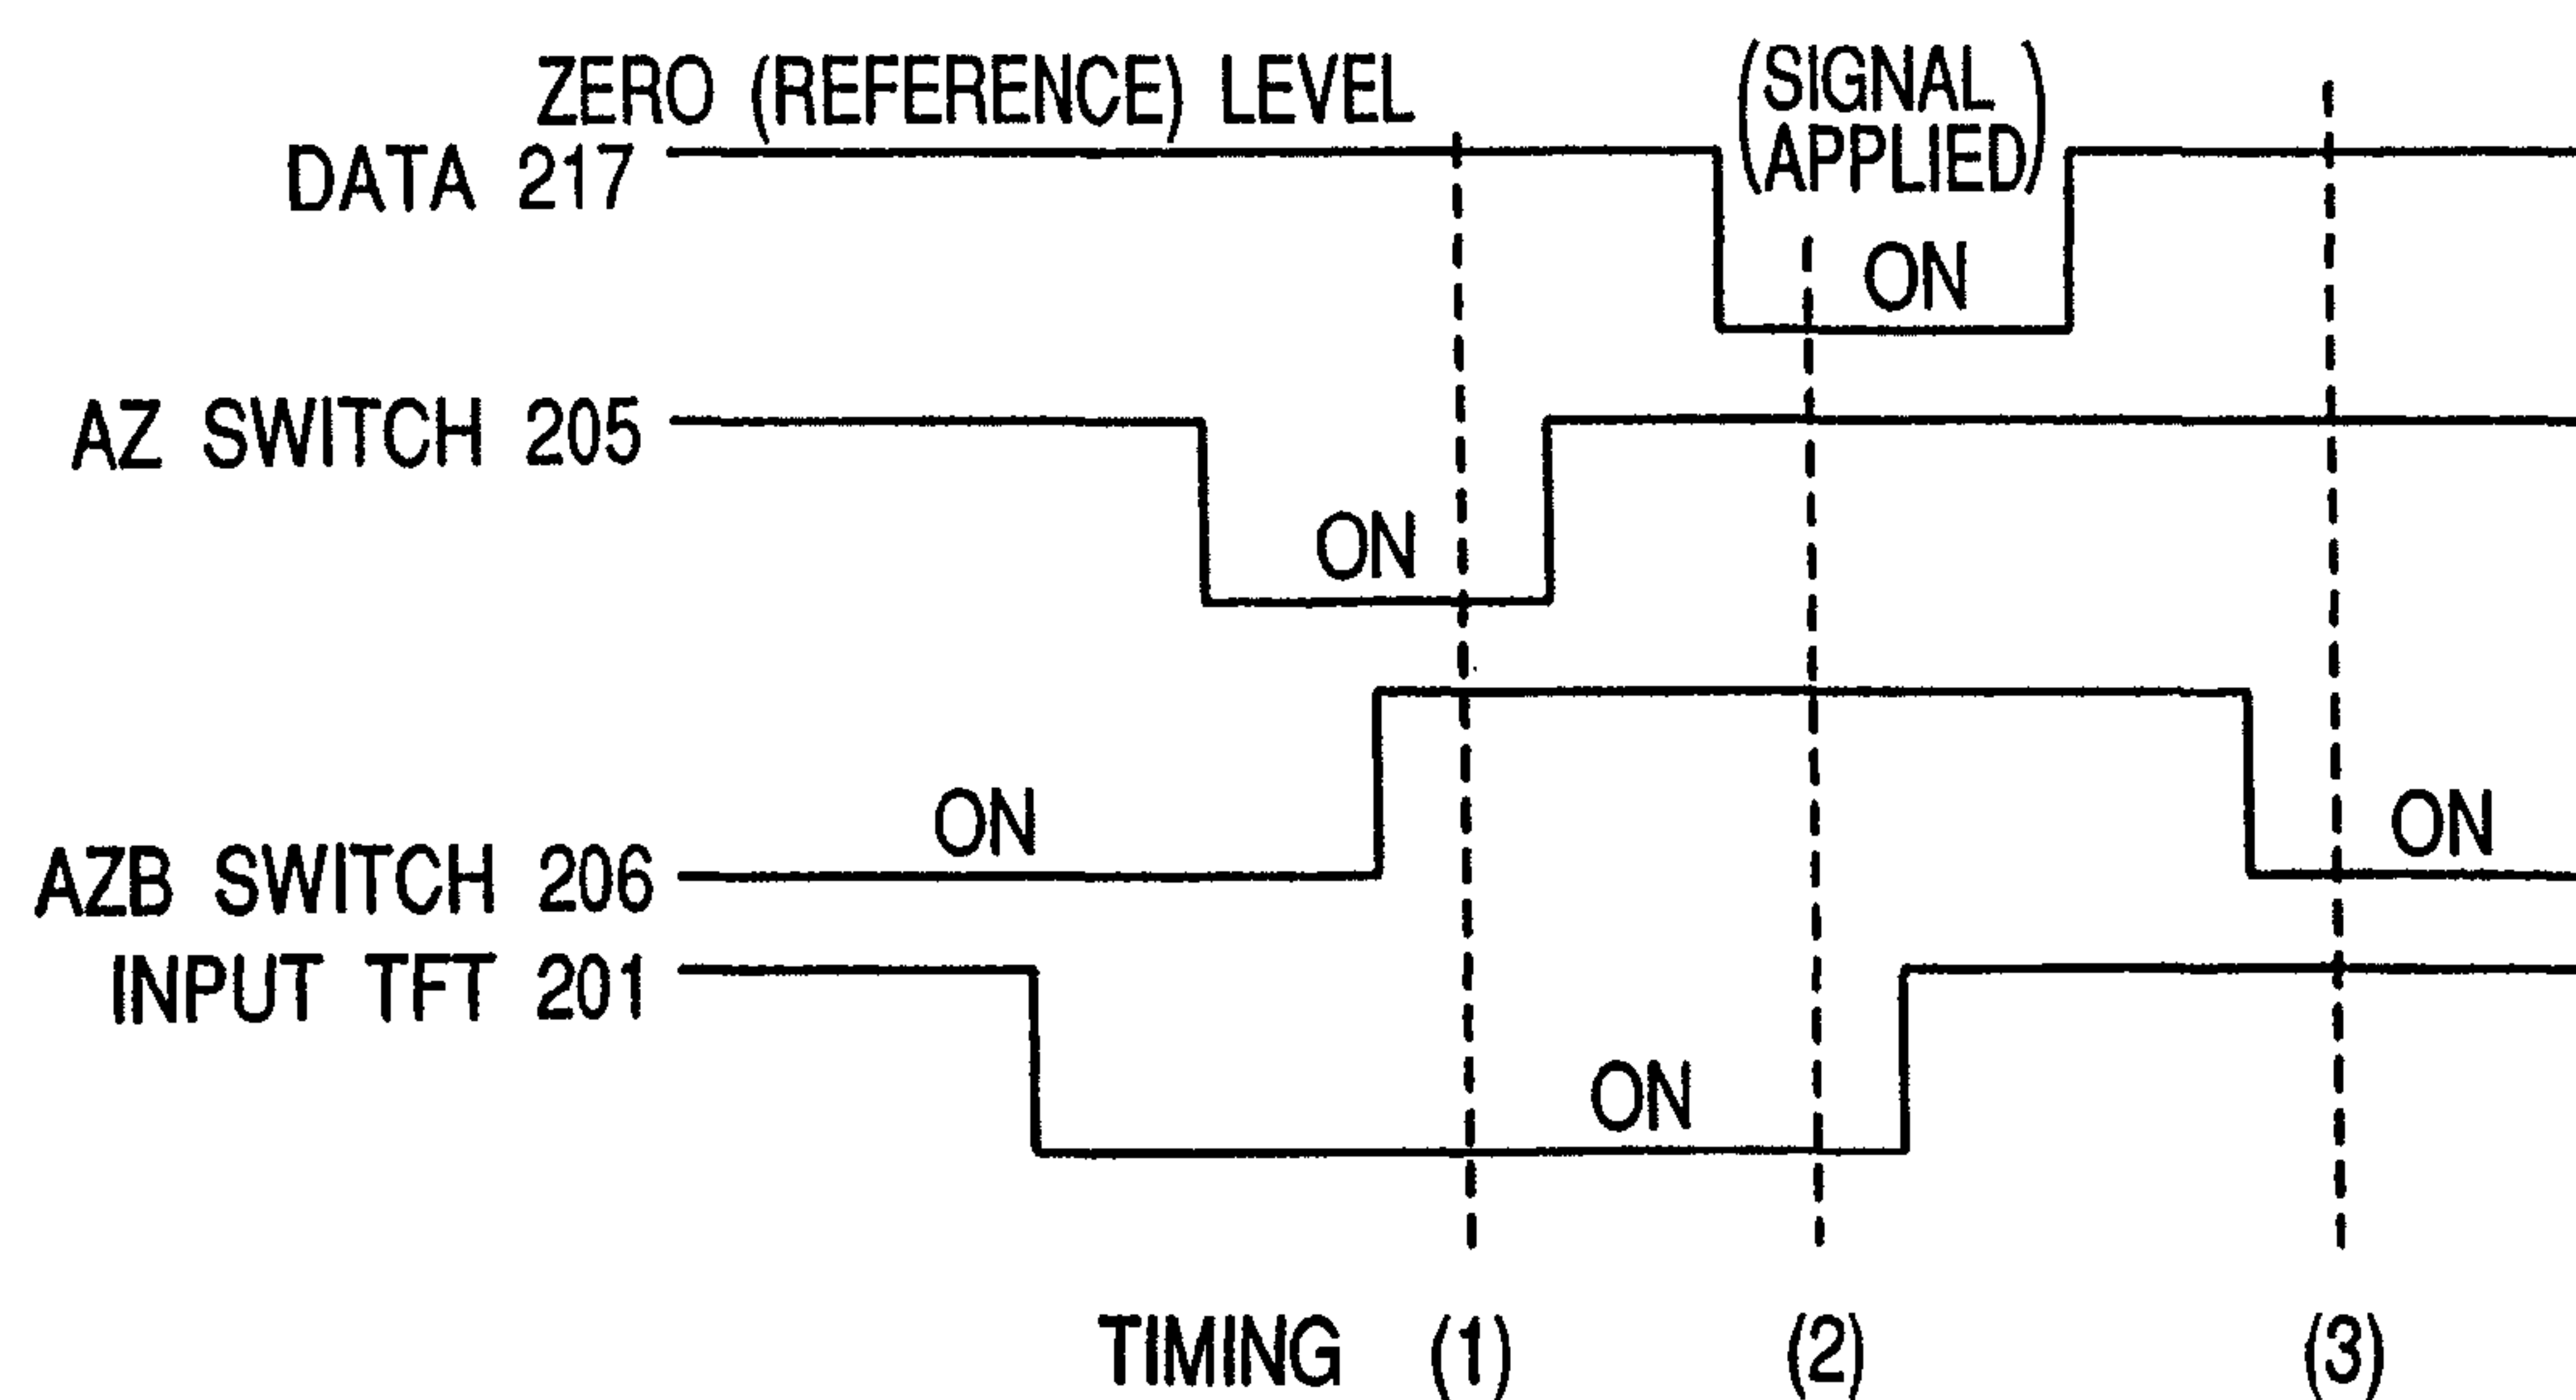 ZERO (REFERENCE) LEVEL
(SIGNAL
APPLIED)
DATA 217
ON
AZ SWITCH 205
ON
ON
AZB SWITCH 206
ON
INPUT TFT 201
ON
TIMING (1) (2) (3)